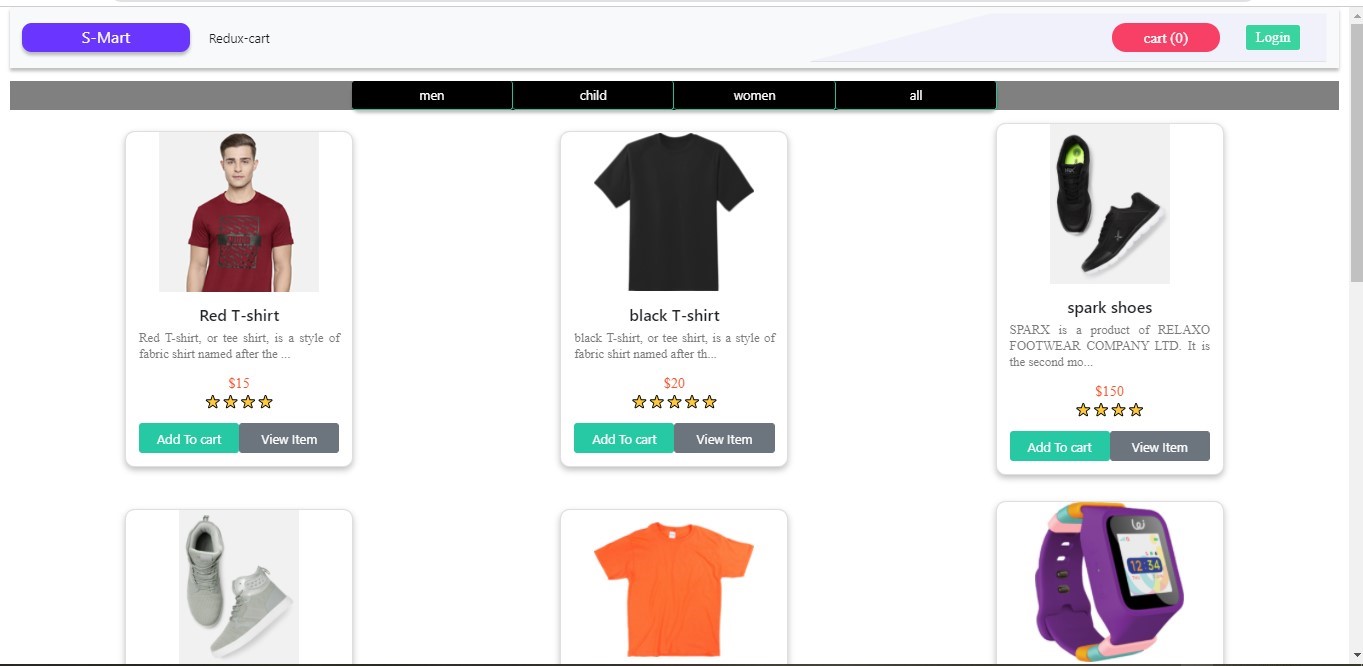 S-Mart
Redux-cart
cart (0)
Login
men
child
women
all
Red T-shirt
Red T-shirt, or tee shirt, is a style of
fabric shirt named after the ...
$15
Add To cart
View Item
black T-shirt
black T-shirt, or tee shirt, is a style of
fabric shirt named after th...
$20
Add To cart
View Item
spark shoes
SPARX is a product of RELAXO
FOOTWEAR COMPANY LTD. It is
the second mo...
$150
Add To cart
View Item
12:34